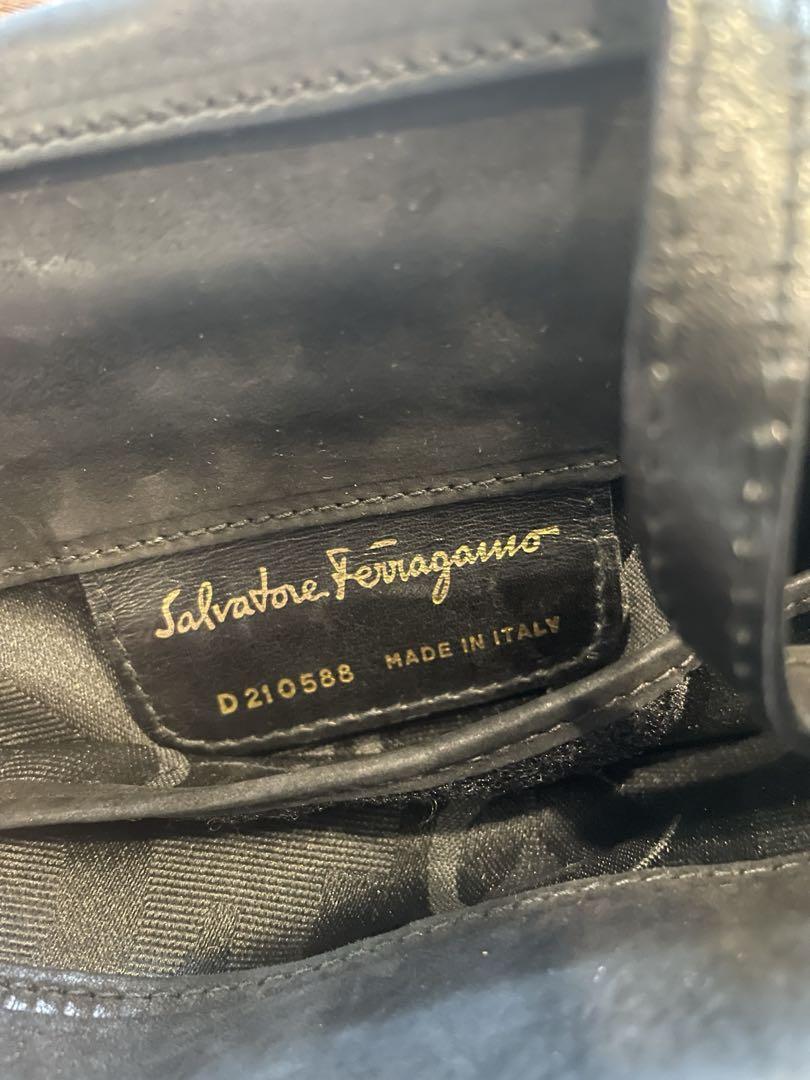 Salvatore Ferragamo
D210588 MADE IN ITALY